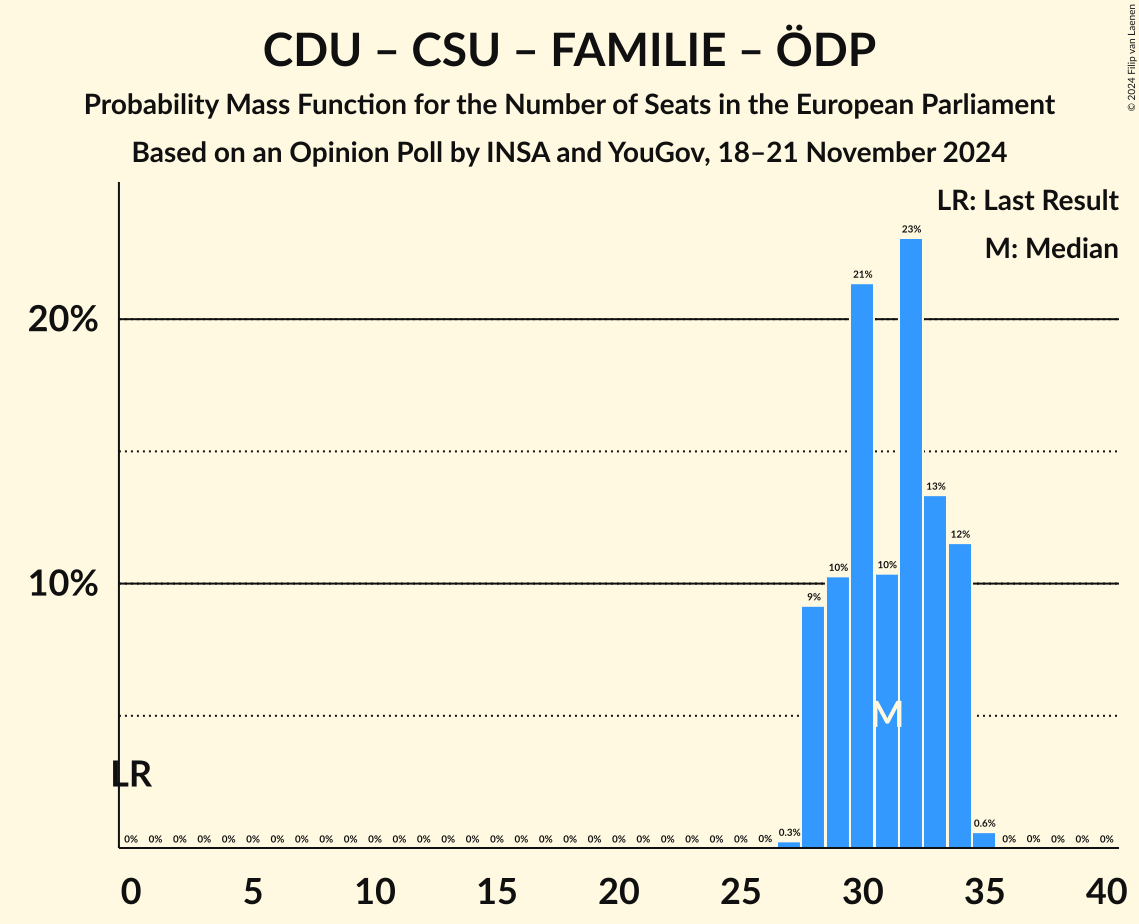 CDU – CSU – FAMILIE – ÖDP
Probability Mass Function for the Number of Seats in the European Parliament
Based on an Opinion Poll by INSA and YouGov, 18–21 November 2024
© 2024 Filip van Laenen
LR: Last Result
M: Median
23%
21%
20%
13%
12%
10% 10%
10%
9%
M
LR
0% 0% 0% 0% 0% 0% 0% 0% 0% 0% 0% 0% 0% 0% 0% 0% 0% 0% 0% 0% 0% 0% 0% 0% 0% 0% 0% 0.3% 0.6% 0% 0% 0% 0% 0%
0 5 10 15 20 25 30 35 40